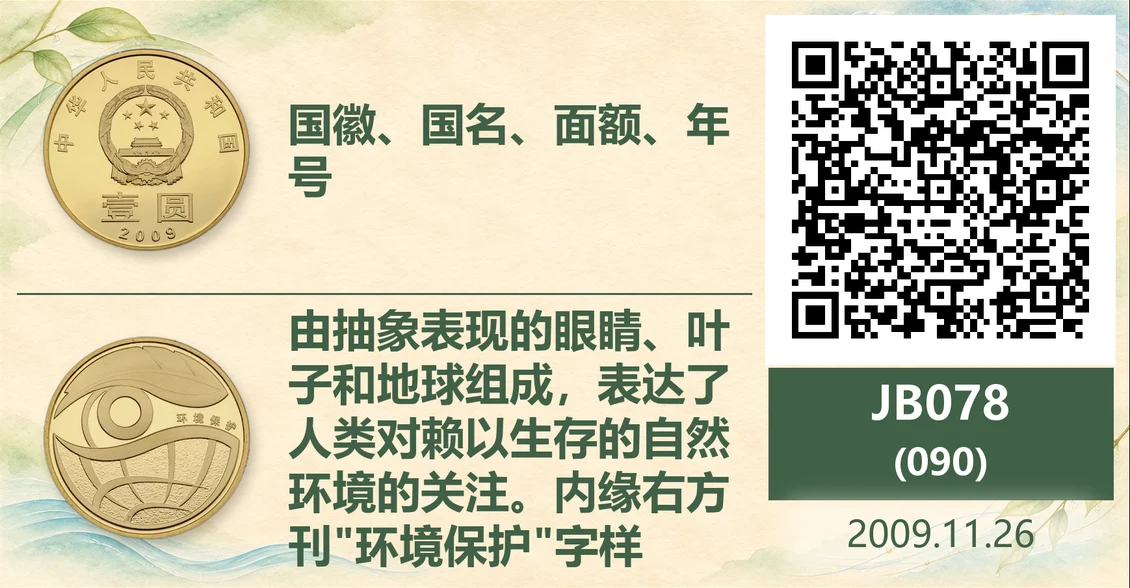 中华人民共和国
壹圆
2009
国徽、国名、面额、年
号
环境保护
由抽象表现的眼睛、叶
子和地球组成，表达了
人类对赖以生存的自然
环境的关注。内缘右方
刊"环境保护"字样
JB078
(090)
2009.11.26